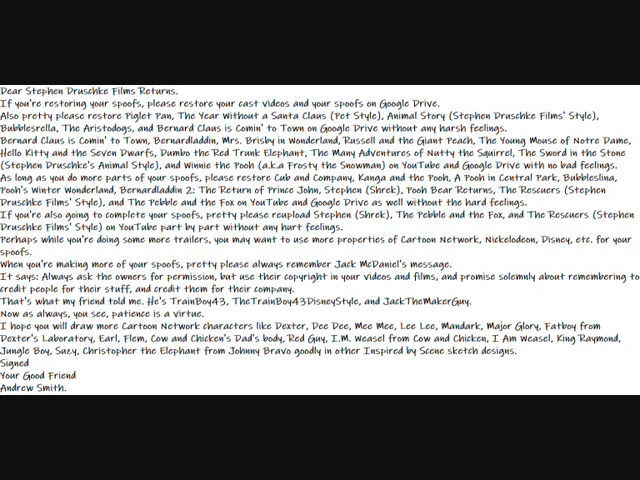 Dear Stephen Druschke Films Returns.
If you're restoring your spoofs, please restore your cast videos and your spoofs on Google Drive.
Also pretty please restore Piglet Pan, The Year without a Santa Claus (Pet Style), Animal Story (Stephen Druschke Films' Style),
Bubblesrella, The Aristodogs, and Bernard Claus is Comin' to Town on Google Drive without any harsh feelings.
Bernard Claus is Comin' to Town, Bernardladdin, Mrs. Brisby in Wonderland, Russell and the Giant Peach, The Young Mouse of Notre Dame,
Hello Kitty and the Seven Dwarfs, Dumbo the Red Trunk Elephant, The Many Adventures of Nutty the Squirrel, The Sword in the Stone
(Stephen Druschke's Animal Style), and Winnie the Pooh (a.k.a Frosty the Snowman) on YouTube and Google Drive with no bad feelings.
As long as you do more parts of your spoofs, please restore Cub and Company, Kanga and the Pooh, A Pooh in Central Park, Bubbleslina,
Pooh's Winter Wonderland, Bernardladdin 2: The Return of Prince John, Stephen (Shrek), Pooh Bear Returns, The Rescuers (Stephen
Druschke Films' Style), and The Pebble and the Fox on YouTube and Google Drive as well without the hard feelings.
If you're also going to complete your spoofs, pretty please reupload Stephen (Shrek), The Pebble and the Fox, and The Rescuers (Stephen
Druschke Films' Style) on YouTube part by part without any hurt feelings.
Perhaps while you're doing some more trailers, you may want to use more properties of Cartoon Network, Nickelodeon, Disney, etc. for your
spoofs.
When you're making more of your spoofs, pretty please always remember Jack McDaniel's message.
It says: Always ask the owners for permission, but use their copyright in your videos and films, and promise solemnly about remembering to
credit people for their stuff, and credit them for their company.
That's what my friend told me. He's TrainBoy43, TheTrainBoy43DisneyStyle, and JackTheMakerGuy.
Now as always, you see, patience is a virtue.
I hope you will draw more Cartoon Network characters like Dexter, Dee Dee, Mee Mee, Lee Lee, Mandark, Major Glory, Fatboy from
Dexter's Laboratory, Earl, Flem, Cow and Chicken's Dad's body, Red Guy, I.M. Weasel from Cow and Chicken, I Am Weasel, King Raymond,
Jungle Boy, Suzy, Christopher the Elephant from Johnny Bravo goodly in other Inspired by Scene sketch designs.
Signed
Your Good Friend
Andrew Smith.